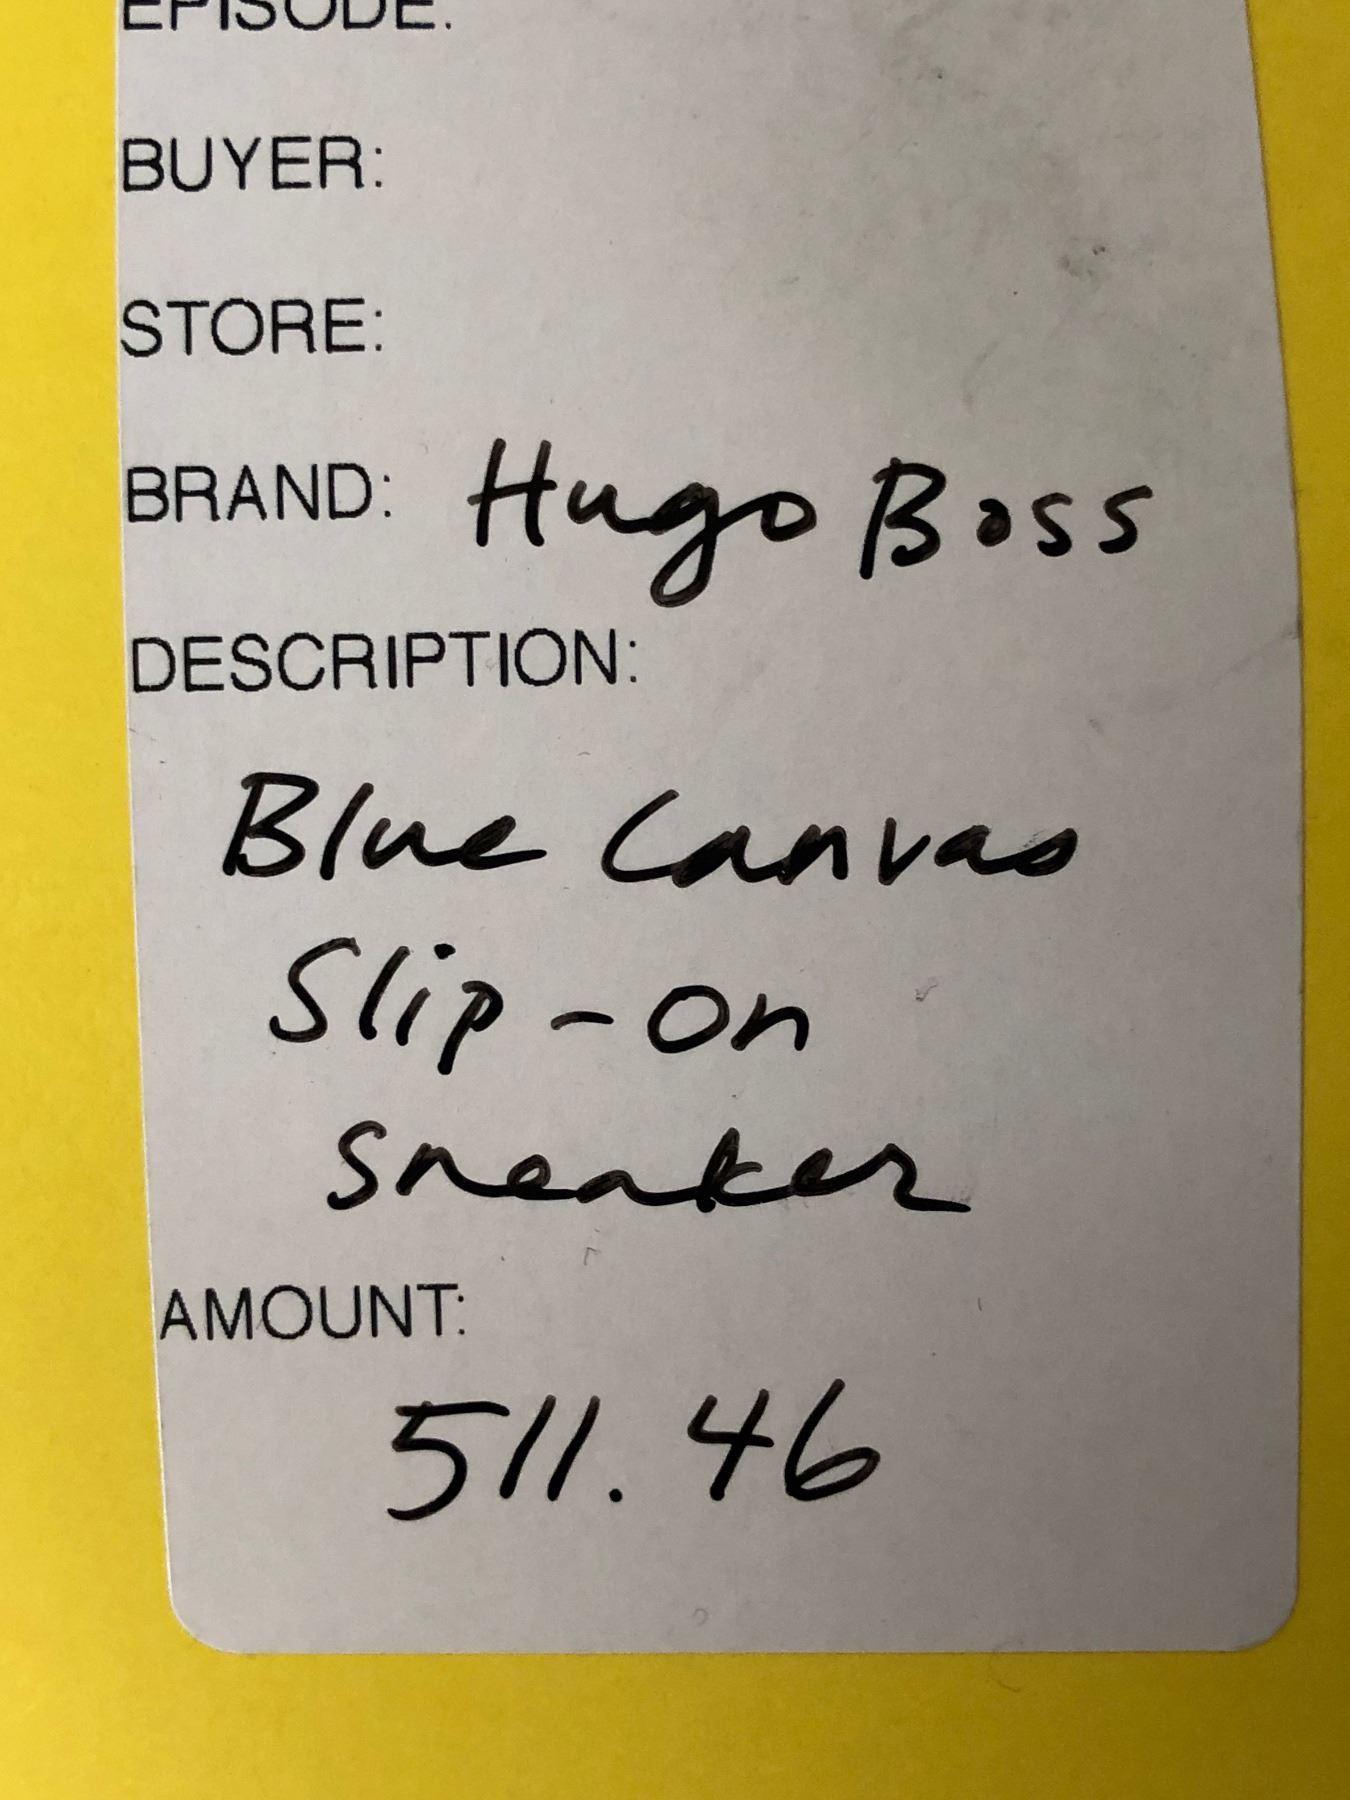 EPISODE:
BUYER:
STORE:
BRAND: Hugo Boss
DESCRIPTION:
Blue Canvas
Slip-on
Sneaker
AMOUNT:
511.46